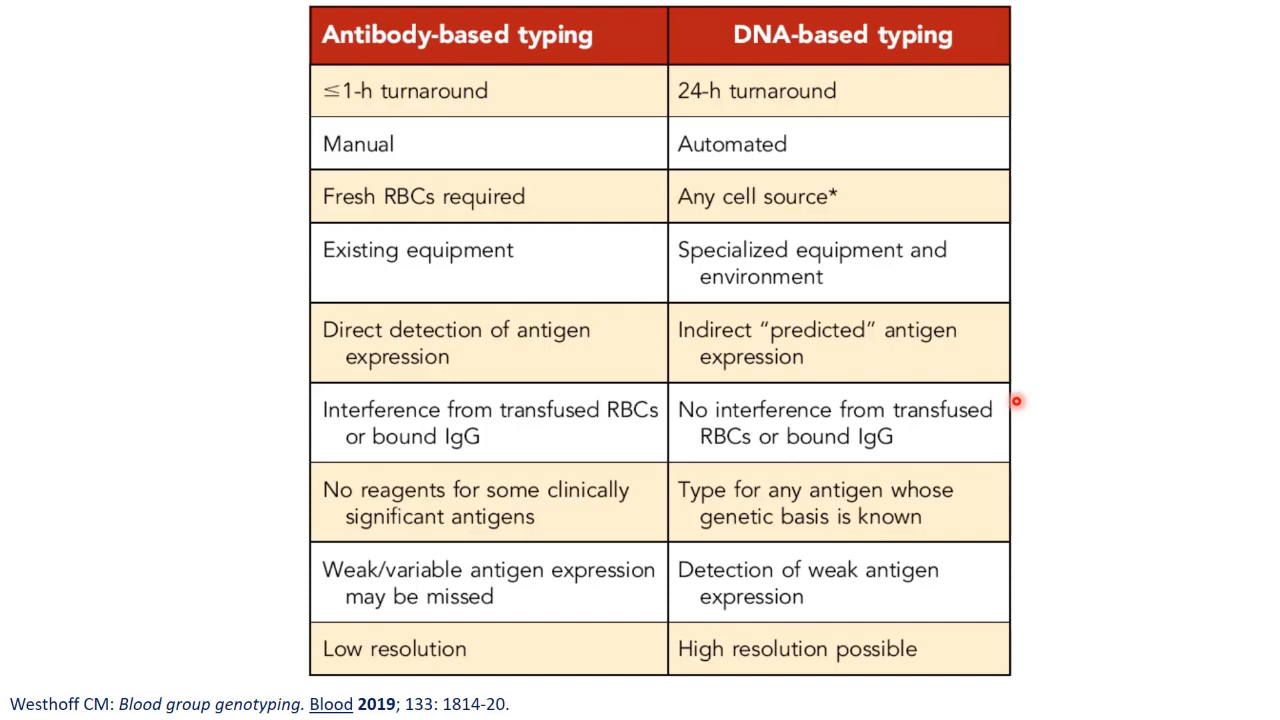 Antibody-based typing DNA-based typing
≤1-h turnaround 24-h turnaround
Manual Automated
Fresh RBCs required Any cell source*
Existing equipment Specialized equipment and
environment
Direct detection of antigen Indirect “predicted” antigen
expression expression
Interference from transfused RBCs No interference from transfused
or bound IgG RBCs or bound IgG
No reagents for some clinically Type for any antigen whose
significant antigens genetic basis is known
Weak/variable antigen expression Detection of weak antigen
may be missed expression
Low resolution High resolution possible
Westhoff CM: Blood group genotyping. Blood 2019; 133: 1814-20.